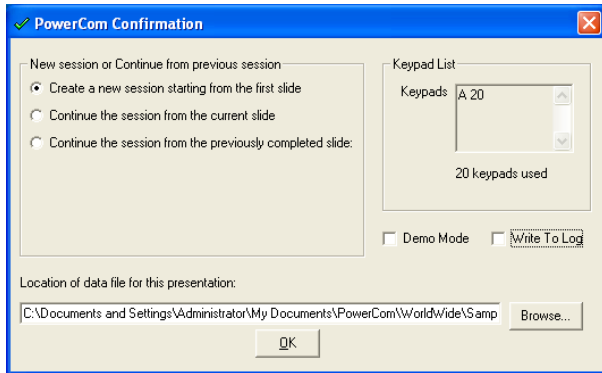 PowerCom Confirmation
New session or Continue from previous session
Create a new session starting from the first slide
Continue the session from the current slide
Continue the session from the previously completed slide:
Keypad List
Keypads
A 20
20 keypads used
Demo Mode
Write To Log
Location of data file for this presentation:
C:\Documents and Settings\Administrator\My Documents\PowerCom\WorldWide\Samp
Browse...
OK